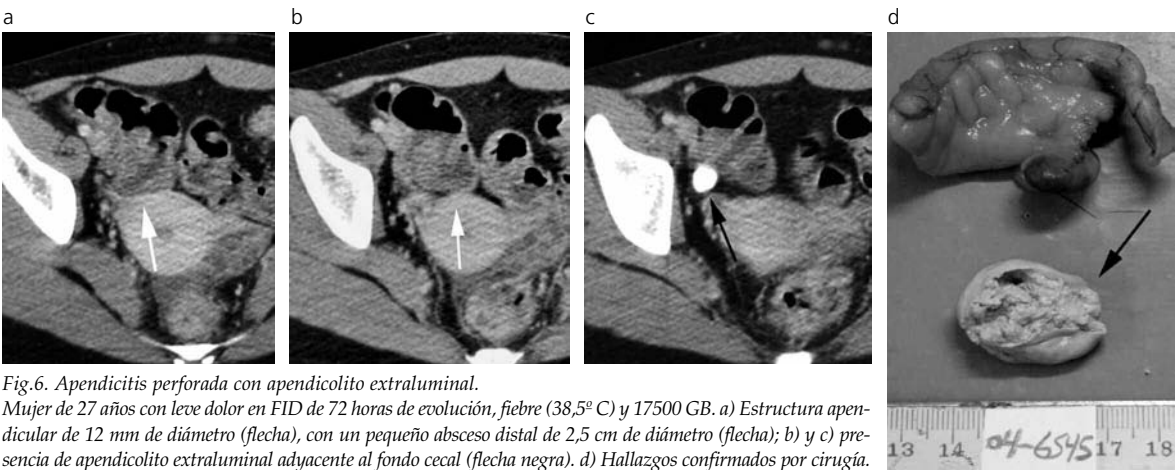 a
b
c
d
13 14 04-6545 17 18
Fig.6. Apendicitis perforada con apendicolito extraluminal.
Mujer de 27 años con leve dolor en FID de 72 horas de evolución, fiebre (38,5º C) y 17500 GB. a) Estructura apen-
dicular de 12 mm de diámetro (flecha), con un pequeño absceso distal de 2,5 cm de diámetro (flecha); b) y c) pre-
sencia de apendicolito extraluminal adyacente al fondo cecal (flecha negra). d) Hallazgos confirmados por cirugía.